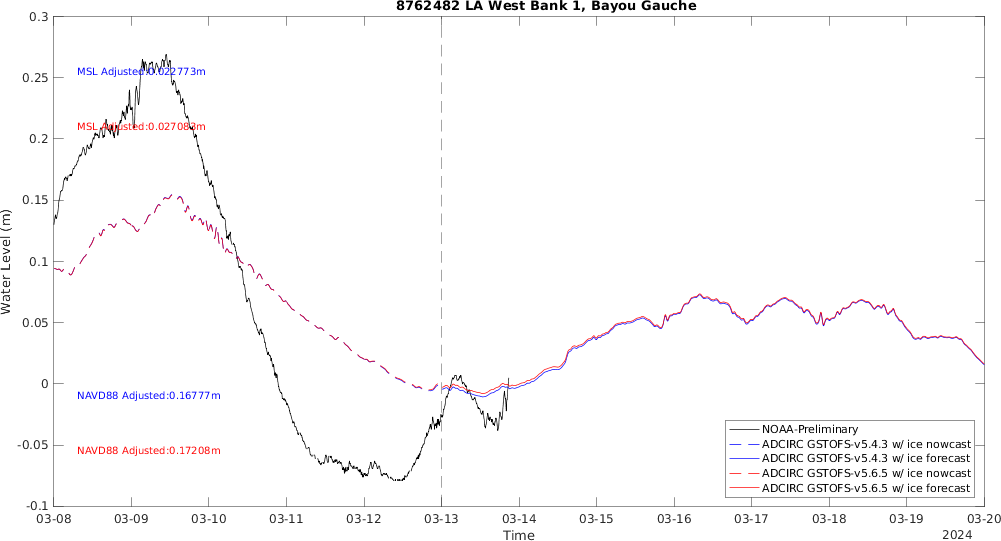 8762482 LA West Bank 1, Bayou Gauche
0.3
0.25
0.2
0.15
0.1
0.05
0
-0.05
-0.1
Water Level (m)
MSL Adjusted:0.022773m
MSL Adjusted:0.027083m
NAVD88 Adjusted:0.16777m
NAVD88 Adjusted:0.17208m
NOAA-Preliminary
ADCIRC GSTOFS-v5.4.3 w/ ice nowcast
ADCIRC GSTOFS-v5.4.3 w/ ice forecast
ADCIRC GSTOFS-v5.6.5 w/ ice nowcast
ADCIRC GSTOFS-v5.6.5 w/ ice forecast
03-08 03-09 03-10 03-11 03-12 03-13 03-14 03-15 03-16 03-17 03-18 03-19 03-20
Time
2024